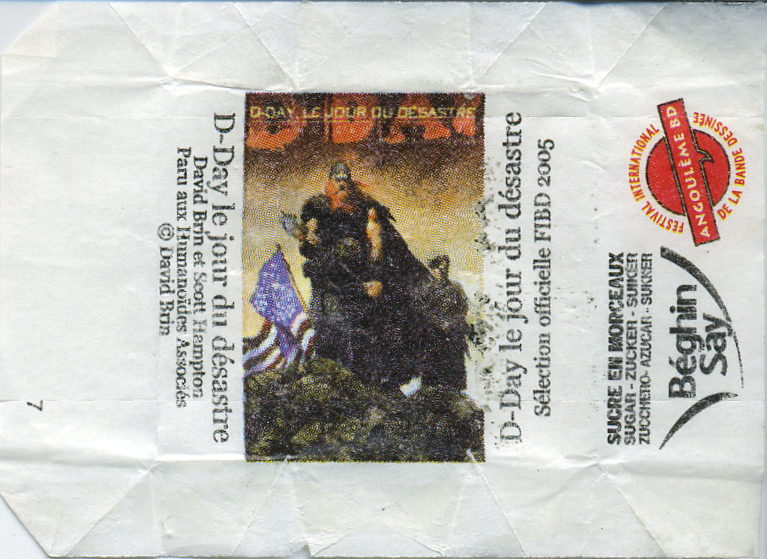 D-Day le jour du désastre
David Brin et Scott Hampton
Paru aux Humanoïdes Associés
© David Brin
7
D-DAY, LE JOUR DU DÉSASTRE
D-Day le jour du désastre
Sélection officielle FIBD 2005
FESTIVAL INTERNATIONAL
ANGOULÊME BD
DE LA BANDE DESSINÉE
SUCRE EN MORCEAUX
SUGAR - ZUCKER - SUIKER
ZUCCHERO - AZUCAR - SUKKER
Béghin
Say